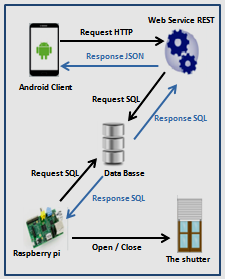 Web Service REST
Request HTTP
Response JSON
Android Client
Request SQL
Response SQL
Data Basse
Request SQL
Response SQL
Raspberry pi
Open / Close
The shutter